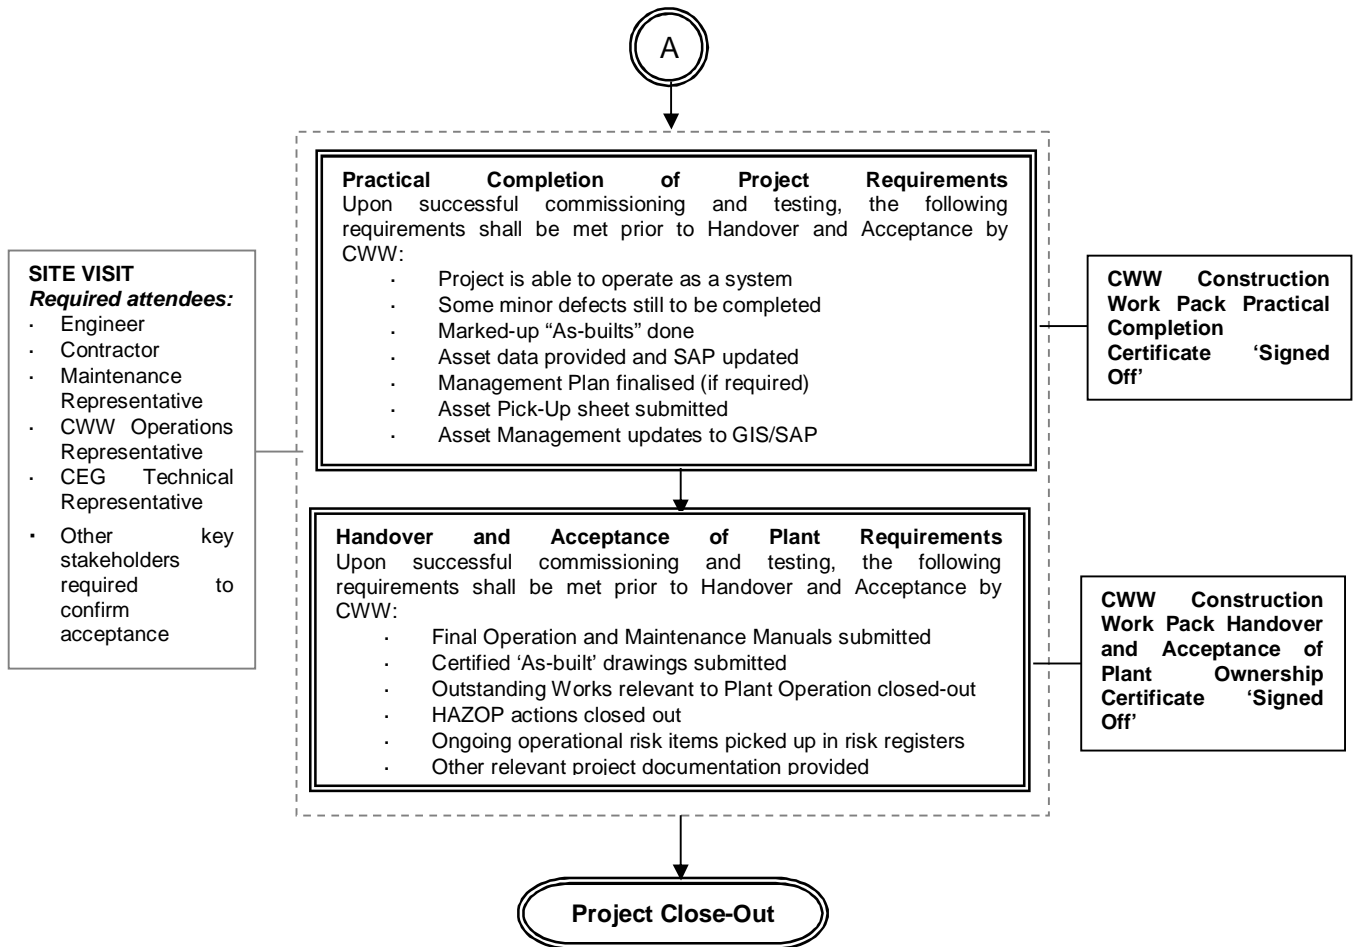 A
Practical Completion of Project Requirements
Upon successful commissioning and testing, the following
requirements shall be met prior to Handover and Acceptance by
CWW:
· Project is able to operate as a system
· Some minor defects still to be completed
· Marked-up “As-builts” done
· Asset data provided and SAP updated
· Management Plan finalised (if required)
· Asset Pick-Up sheet submitted
· Asset Management updates to GIS/SAP
SITE VISIT
Required attendees:
· Engineer
· Contractor
· Maintenance
Representative
· CWW Operations
Representative
· CEG Technical
Representative
· Other key
stakeholders
required to
confirm
acceptance
CWW Construction
Work Pack Practical
Completion
Certificate ‘Signed
Off’
Handover and Acceptance of Plant Requirements
Upon successful commissioning and testing, the following
requirements shall be met prior to Handover and Acceptance by
CWW:
· Final Operation and Maintenance Manuals submitted
· Certified ‘As-built’ drawings submitted
· Outstanding Works relevant to Plant Operation closed-out
· HAZOP actions closed out
· Ongoing operational risk items picked up in risk registers
· Other relevant project documentation provided
CWW Construction
Work Pack Handover
and Acceptance of
Plant Ownership
Certificate ‘Signed
Off’
Project Close-Out